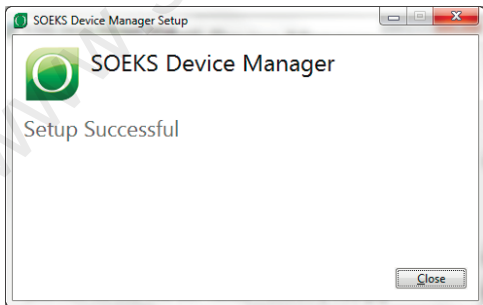 SOEKS Device Manager Setup
SOEKS Device Manager
Setup Successful
Close